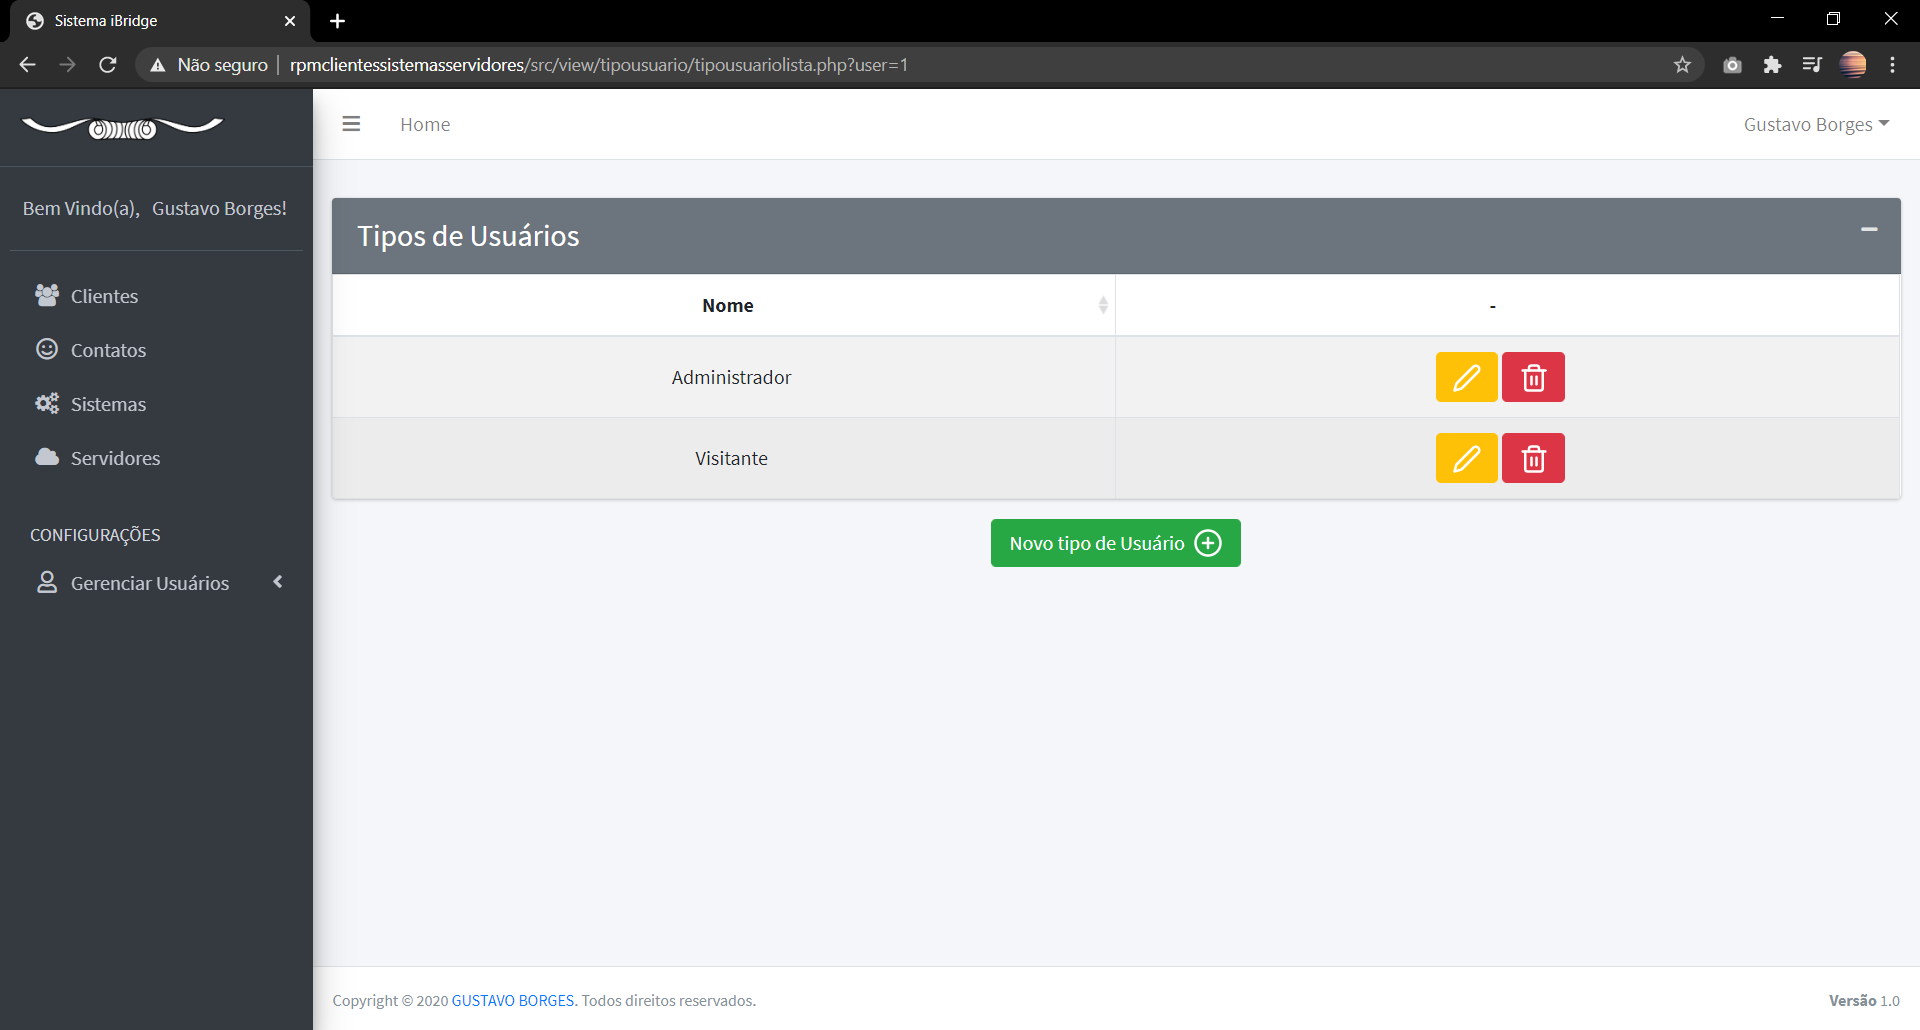 Sistema iBridge
Não seguro | rpmclientessistemasservidores/src/view/tipousuario/tipousuariolista.php?user=1
Home
Gustavo Borges
Bem Vindo(a), Gustavo Borges!
Clientes
Contatos
Sistemas
Servidores
CONFIGURAÇÕES
Gerenciar Usuários
Tipos de Usuários
Nome -
Administrador
Visitante
Novo tipo de Usuário
Copyright © 2020 GUSTAVO BORGES. Todos direitos reservados.
Versão 1.0